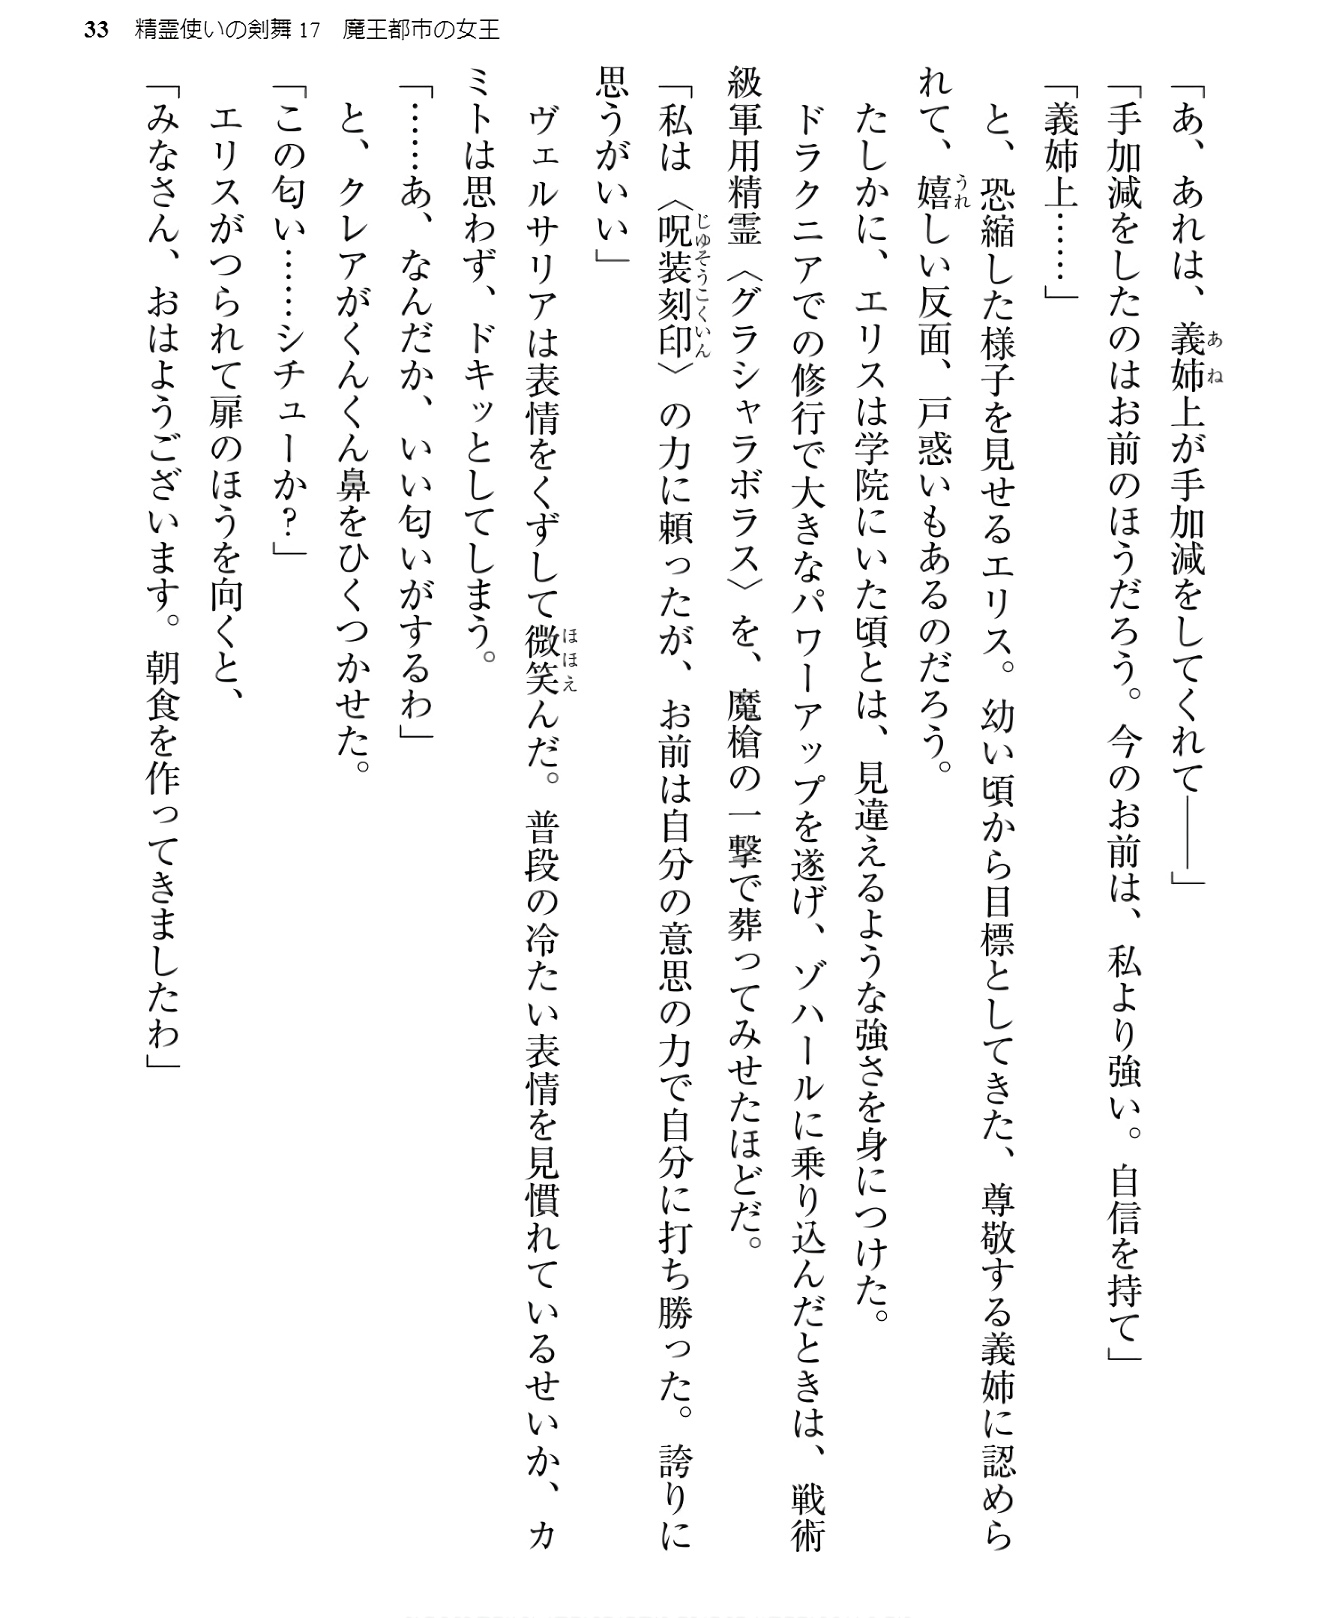 33 精霊使いの剣舞17 魔王都市の女王
「あ、あれは、義姉上が手加減をしてくれて――」
「手加減をしたのはお前のほうだろう。今のお前は、私より強い。自信を持て」
「義姉上……」
と、恐縮した様子を見せるエリス。幼い頃から目標としてきた、尊敬する義姉に認めら
れて、嬉しい反面、戸惑いもあるのだろう。
たしかに、エリスは学院にいた頃とは、見違えるような強さを身につけた。
ドラクニアでの修行で大きなパワーアップを遂げ、ゾハールに乗り込んだときは、戦術
級軍用精霊〈グラシャラボラス〉を、魔槍の一撃で葬ってみせたほどだ。
「私は〈呪装刻印〉の力に頼ったが、お前は自分の意思の力で自分に打ち勝った。誇りに
思うがいい」
ヴェルサリアは表情をくずして微笑んだ。普段の冷たい表情を見慣れているせいか、カ
ミトは思わず、ドキッとしてしまう。
「……あ、なんだか、いい匂いがするわ」
と、クレアがくんくん鼻をひくつかせた。
「この匂い……シチューか?」
エリスがつられて扉のほうを向くと、
「みなさん、おはようございます。朝食を作ってきましたわ」
あね
うれ
じゅそうこくいん
ほほえ